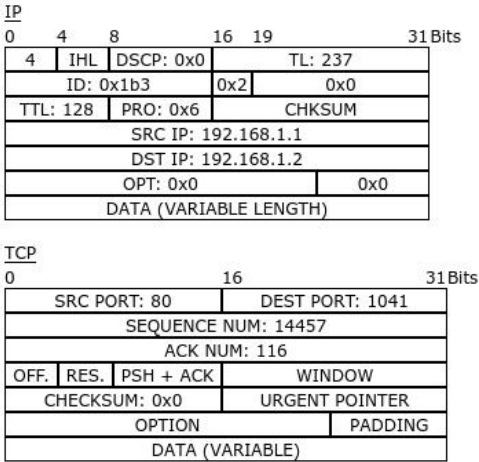 IP
0 4 8 16 19 31 Bits
4 IHL DSCP: 0x0 TL: 237
ID: 0x1b3 0x2 0x0
TTL: 128 PRO: 0x6 CHKSUM
SRC IP: 192.168.1.1
DST IP: 192.168.1.2
OPT: 0x0 0x0
DATA (VARIABLE LENGTH)
TCP
0 16 31 Bits
SRC PORT: 80 DEST PORT: 1041
SEQUENCE NUM: 14457
ACK NUM: 116
OFF. RES. PSH + ACK WINDOW
CHECKSUM: 0x0 URGENT POINTER
OPTION PADDING
DATA (VARIABLE)